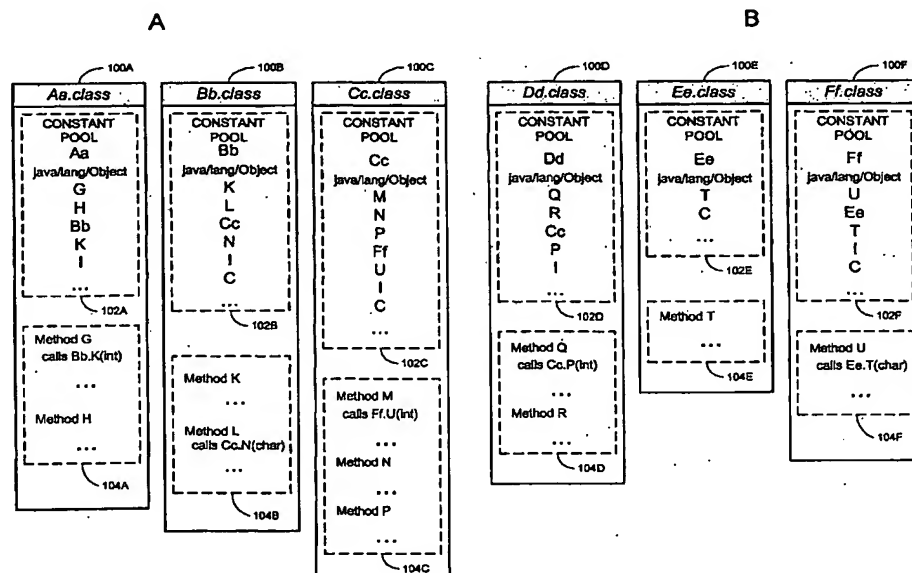 A
B
100A
Aa.class
CONSTANT
POOL
Aa
java/lang/Object
G
H
Bb
K
I
...
102A
Method G
calls Bb.K(int)
...
Method H
...
104A
100B
Bb.class
CONSTANT
POOL
Bb
java/lang/Object
K
L
Cc
N
I
C
...
102B
Method K
...
Method L
calls Cc.N(char)
...
104B
100C
Cc.class
CONSTANT
POOL
Cc
java/lang/Object
M
N
P
Ff
U
I
C
...
102C
Method M
calls Ff.U(int)
...
Method N
...
Method P
...
104C
100D
Dd.class
CONSTANT
POOL
Dd
java/lang/Object
Q
R
Cc
P
I
...
102D
Method Q
calls Cc.P(int)
...
Method R
...
104D
100E
Ee.class
CONSTANT
POOL
Ee
java/lang/Object
T
C
...
102E
Method T
...
104E
100F
Ff.class
CONSTANT
POOL
Ff
java/lang/Object
U
Ee
T
I
C
...
102F
Method U
calls Ee.T(char)
...
104F